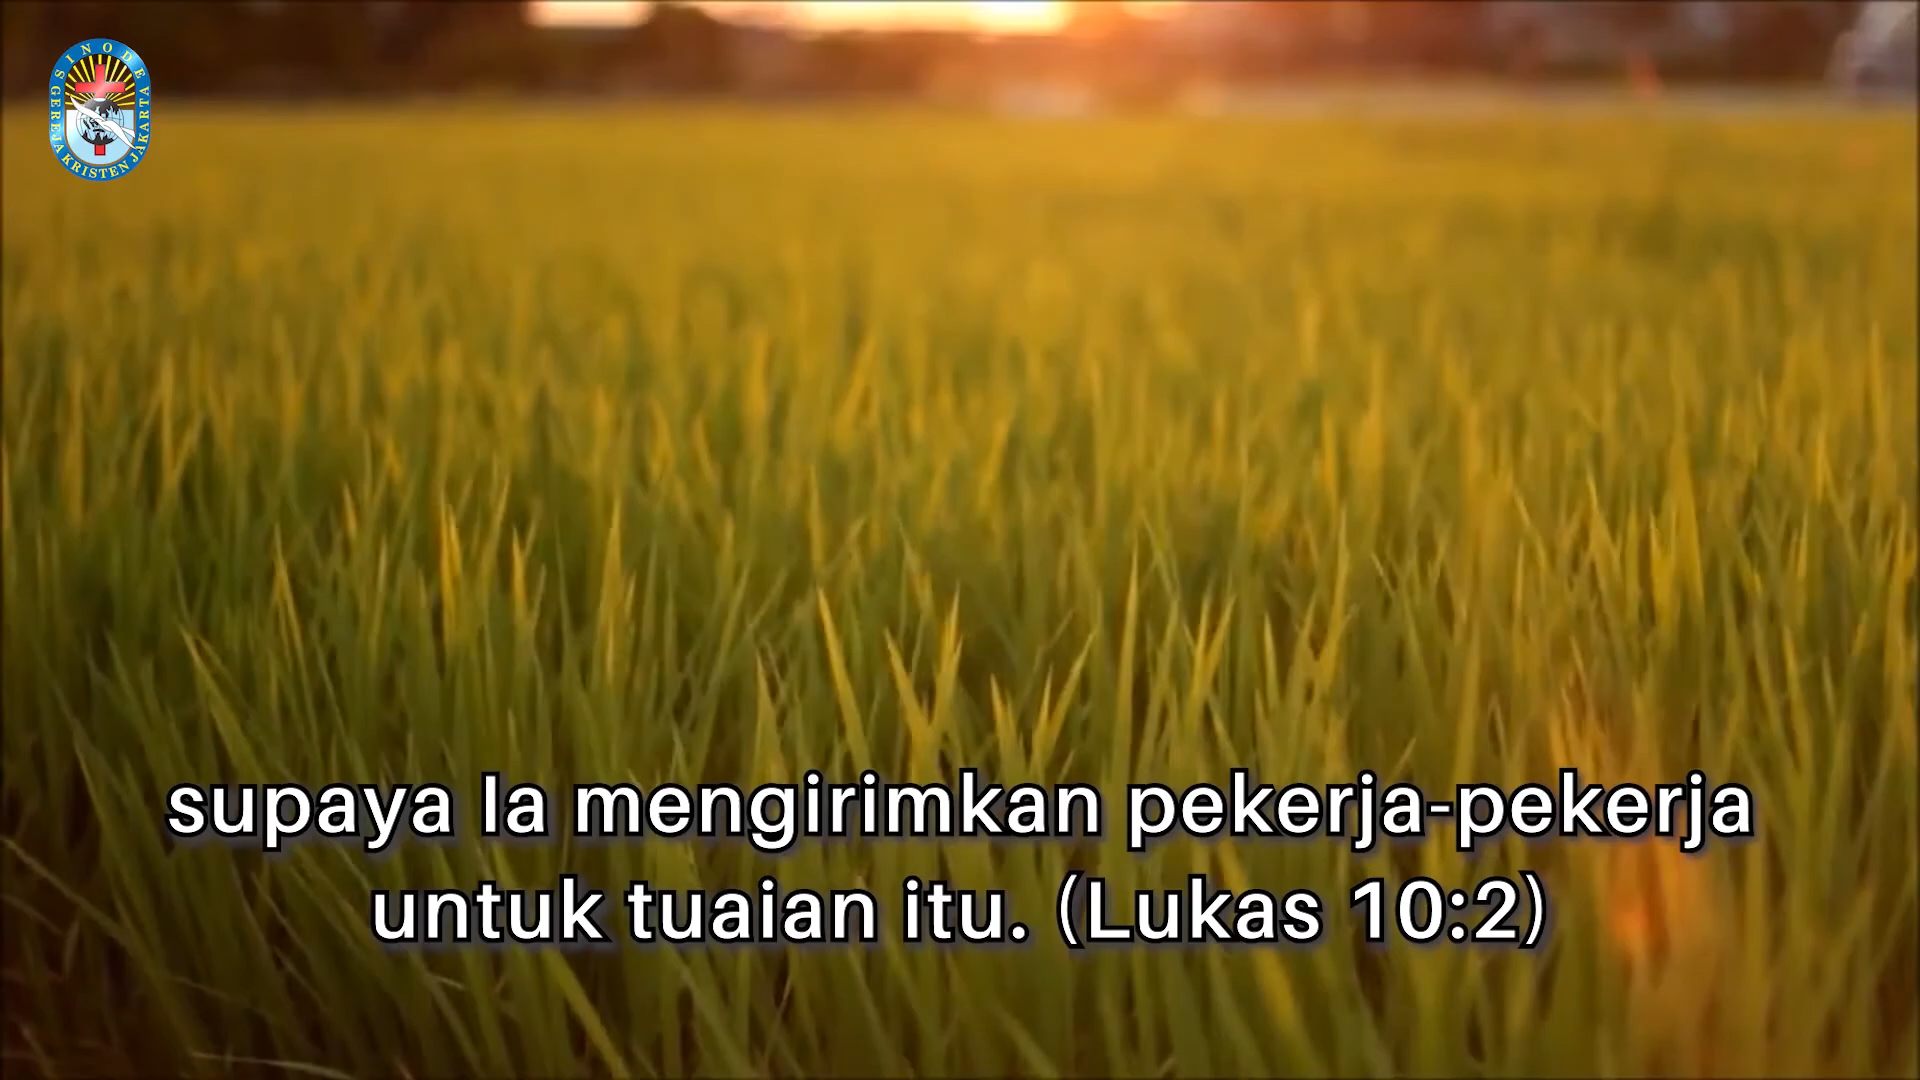 SINODE
GEREJA KRISTEN JAKARTA
supaya Ia mengirimkan pekerja-pekerja
untuk tuaian itu. (Lukas 10:2)